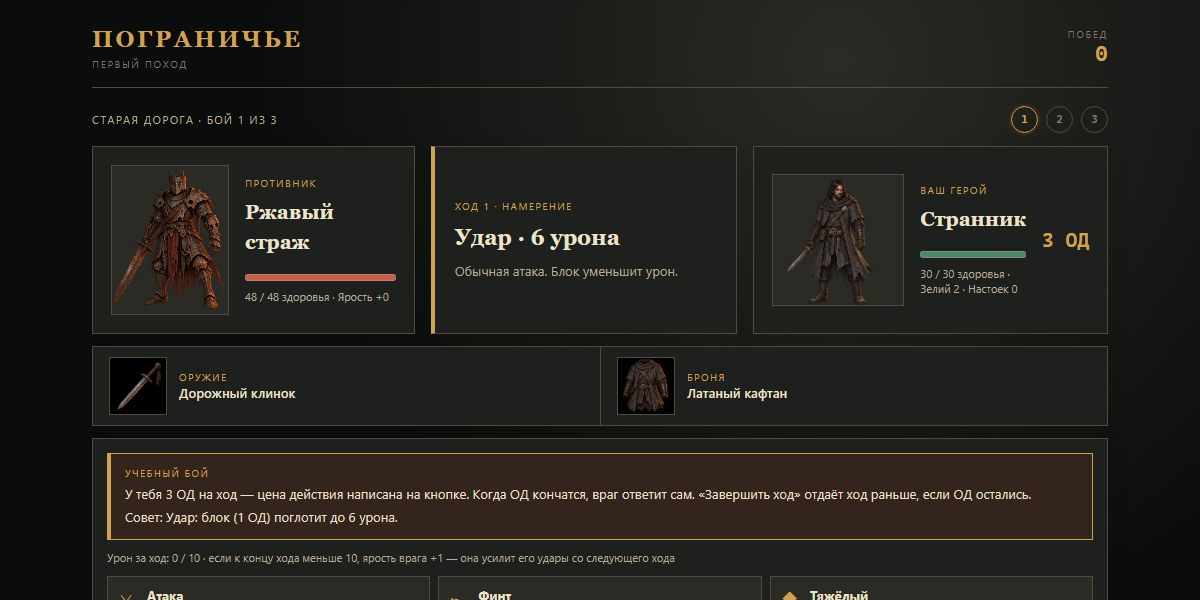 ПОГРАНИЧЬЕ
ПЕРВЫЙ ПОХОД
ПОБЕД
0
СТАРАЯ ДОРОГА · БОЙ 1 ИЗ 3
1 2 3
ПРОТИВНИК
Ржавый
страж
48 / 48 здоровья · Ярость +0
ХОД 1 · НАМЕРЕНИЕ
Удар · 6 урона
Обычная атака. Блок уменьшит урон.
ВАШ ГЕРОЙ
Странник
3 ОД
30 / 30 здоровья ·
Зелий 2 · Настоек 0
ОРУЖИЕ
Дорожный клинок
БРОНЯ
Латаный кафтан
УЧЕБНЫЙ БОЙ
У тебя 3 ОД на ход — цена действия написана на кнопке. Когда ОД кончатся, враг ответит сам. «Завершить ход» отдаёт ход раньше, если ОД остались.
Совет: Удар: блок (1 ОД) поглотит до 6 урона.
Урон за ход: 0 / 10 · если к концу хода меньше 10, ярость врага +1 — она усилит его удары со следующего хода
Атака
Финт
Тяжёлый